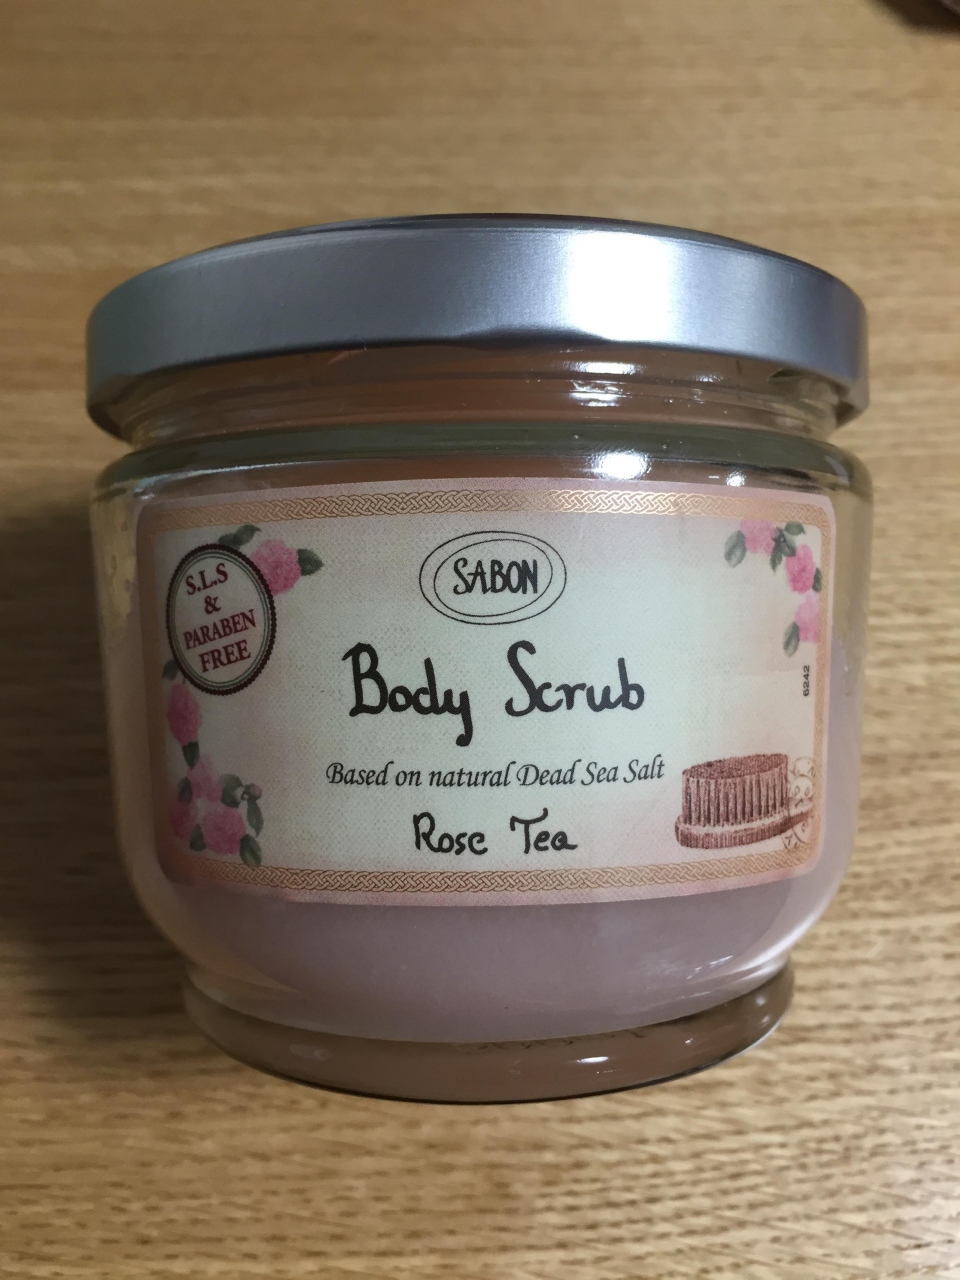 SABON
S.L.S
&
PARABEN
FREE
Body Scrub
6242
Based on natural Dead Sea Salt
Rose Tea